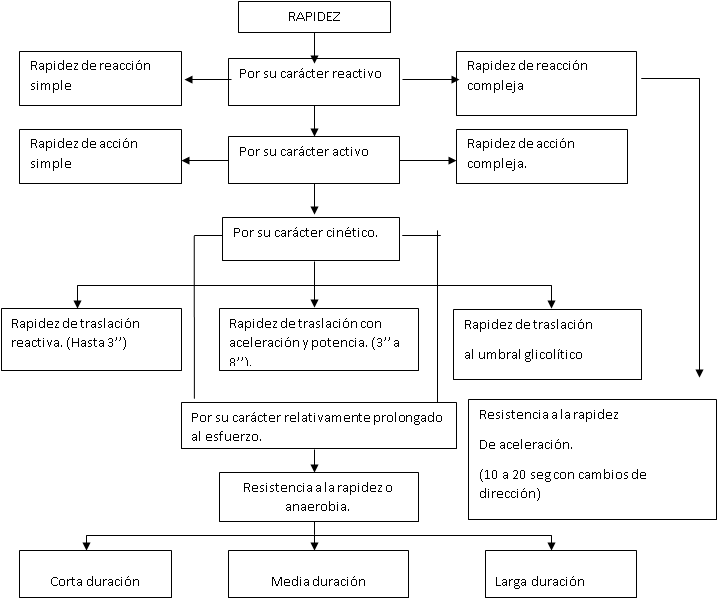 RAPIDEZ
Rapidez de reacción
simple
Por su carácter reactivo
Rapidez de reacción
compleja
Rapidez de acción
simple
Por su carácter activo
Rapidez de acción
compleja.
Por su carácter cinético.
Rapidez de traslación
reactiva. (Hasta 3’’)
Rapidez de traslación con
aceleración y potencia. (3’’ a
8’’).
Rapidez de traslación
al umbral glicolítico
Por su carácter relativamente prolongado
al esfuerzo.
Resistencia a la rapidez
De aceleración.
(10 a 20 seg con cambios de
dirección)
Resistencia a la rapidez o
anaerobia.
Corta duración
Media duración
Larga duración